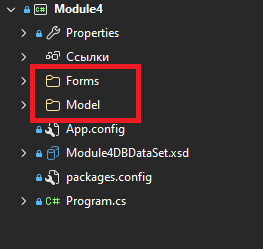 Module4
Properties
Ссылки
Forms
Model
App.config
Module4DBDataSet.xsd
packages.config
Program.cs